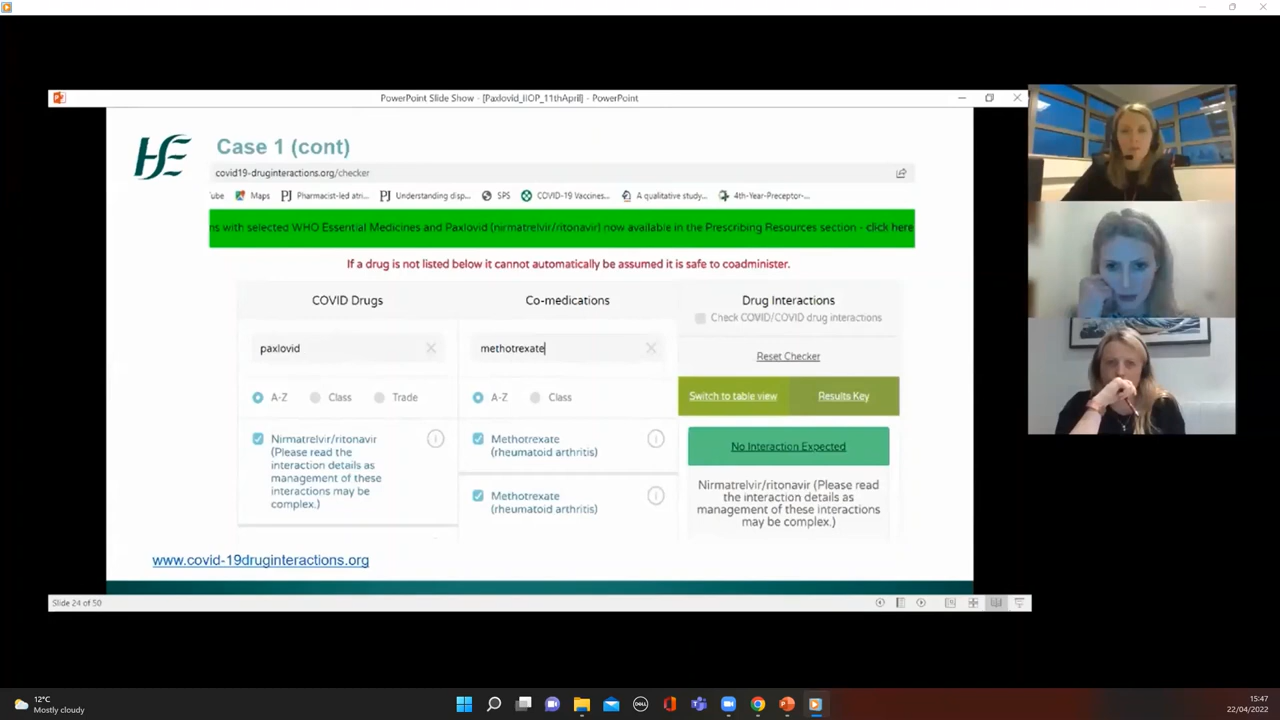 PowerPoint Slide Show - [Paxlovid_IIOP_11thApril] - PowerPoint
HSE
Case 1 (cont)
covid19-druginteractions.org/checker
Tube Maps Pharmacist-led atri... Understanding disp... SPS COVID-19 Vaccines... A qualitative study... 4th-Year-Preceptor-...
ns with selected WHO Essential Medicines and Paxlovid (nirmatrelvir/ritonavir) now available in the Prescribing Resources section - click here
If a drug is not listed below it cannot automatically be assumed it is safe to coadminister.
COVID Drugs
paxlovid
A-Z Class Trade
Nirmatrelvir/ritonavir
(Please read the
interaction details as
management of these
interactions may be
complex.)
Co-medications
methotrexate
A-Z Class
Methotrexate
(rheumatoid arthritis)
Methotrexate
(rheumatoid arthritis)
Drug Interactions
Check COVID/COVID drug interactions
Reset Checker
Switch to table view Results Key
No Interaction Expected
Nirmatrelvir/ritonavir (Please read
the interaction details as
management of these interactions
may be complex.)
www.covid-19druginteractions.org
Slide 24 of 50
12°C
Mostly cloudy
DELL
15:47
22/04/2022